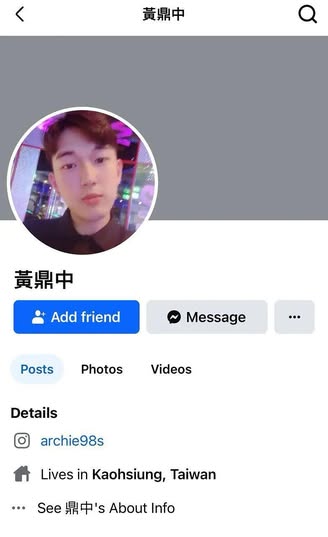 黃鼎中
黃鼎中
Add friend
Message
Posts
Photos
Videos
Details
archie98s
Lives in Kaohsiung, Taiwan
See 鼎中's About Info